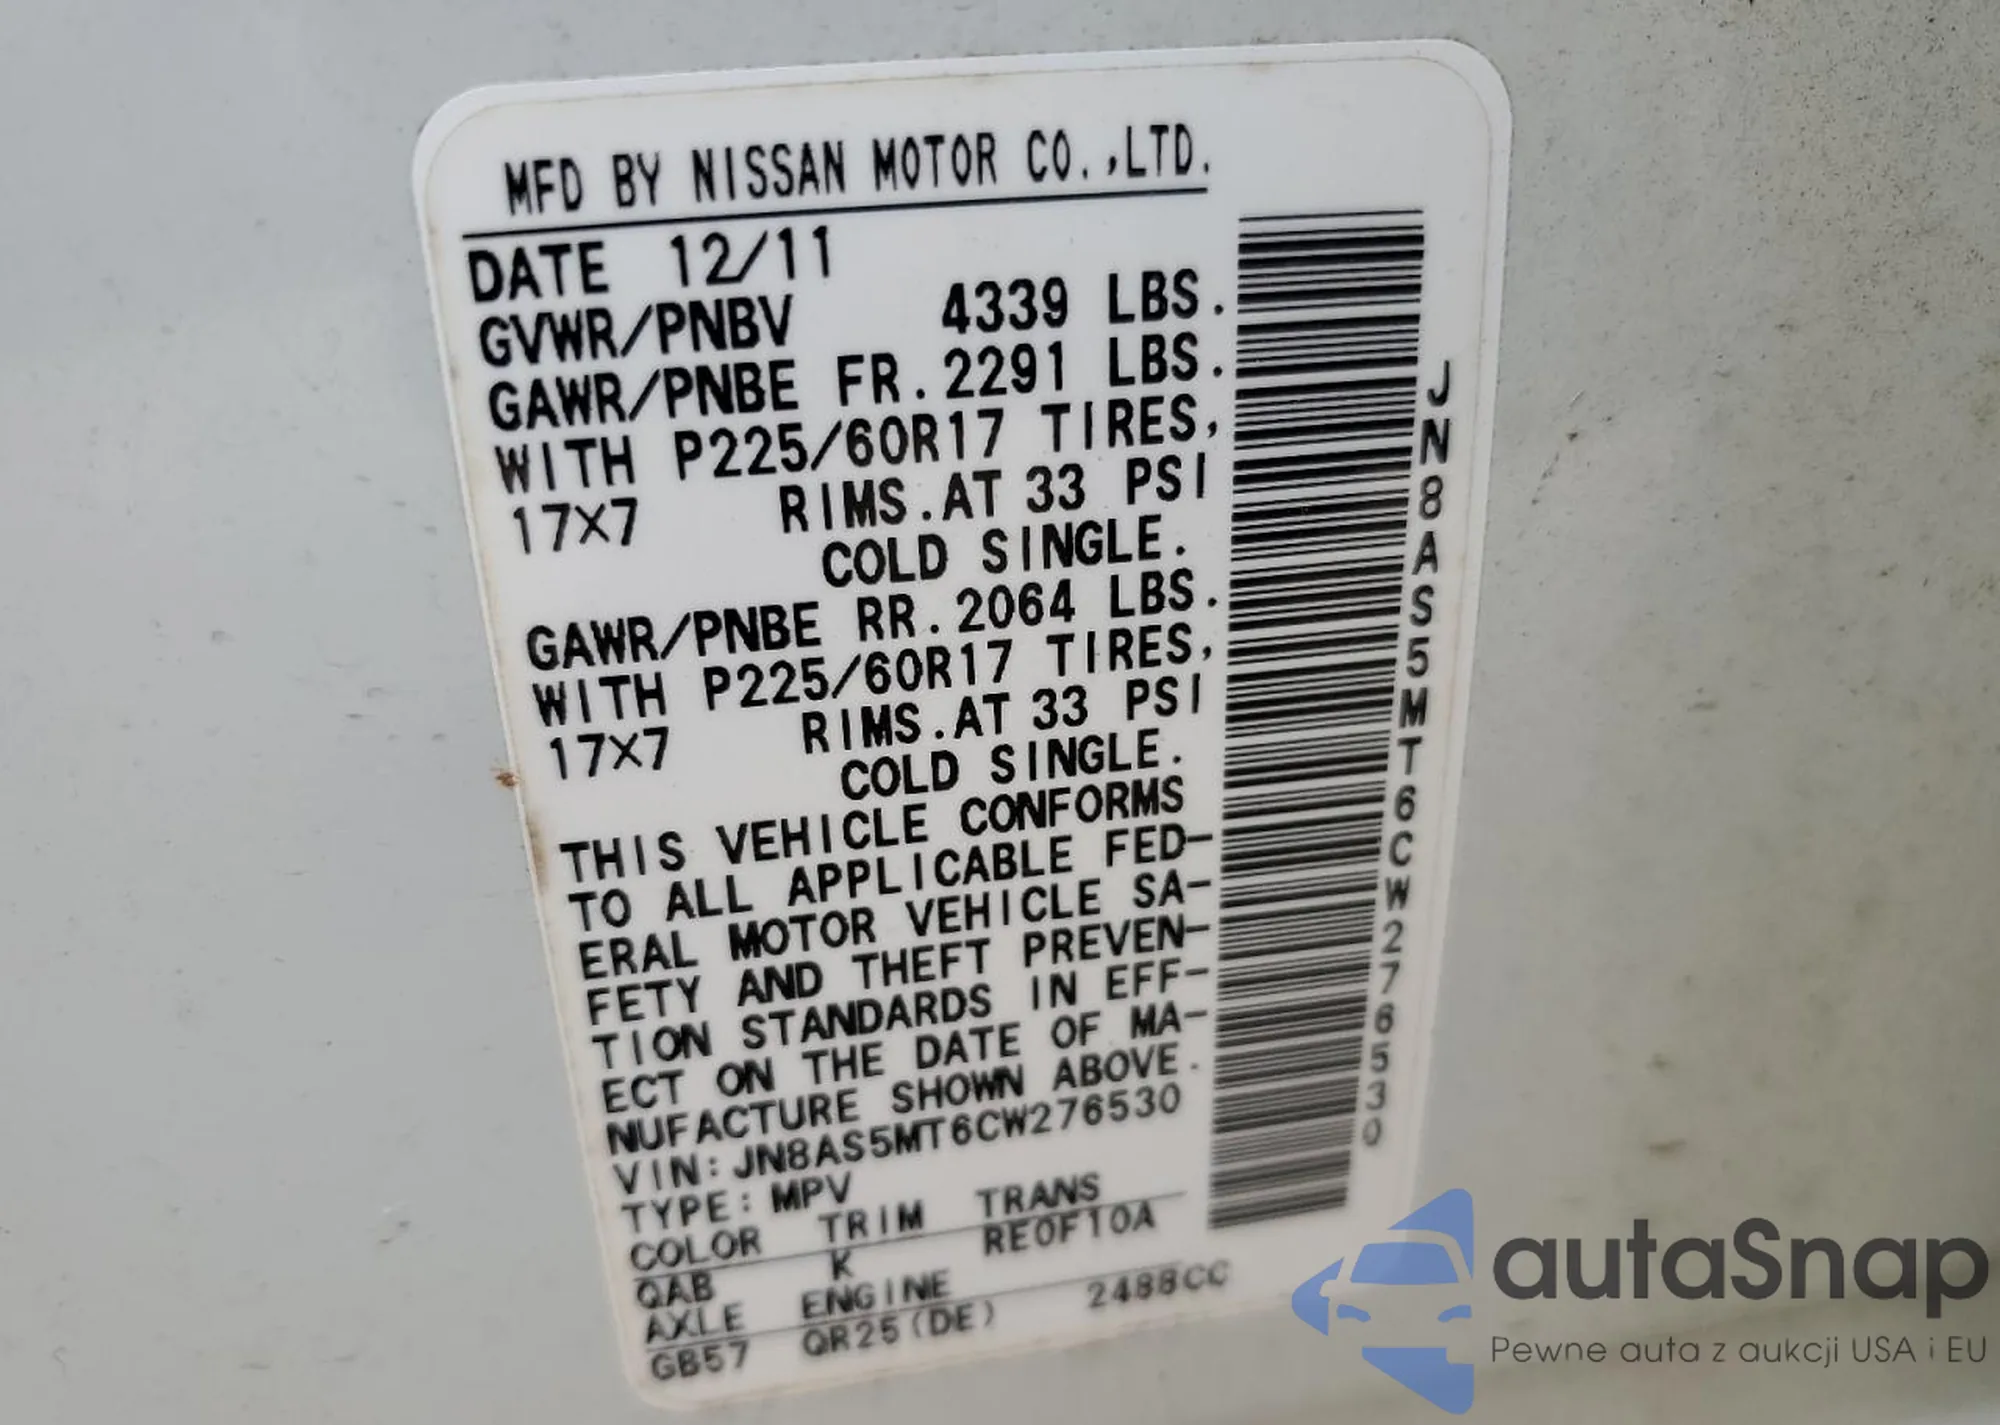 MFD BY NISSAN MOTOR CO.,LTD.
DATE 12/11
GVWR/PNBV 4339 LBS.
GAWR/PNBE FR. 2291 LBS.
WITH P225/60R17 TIRES,
17X7 RIMS.AT 33 PSI
COLD SINGLE.
GAWR/PNBE RR. 2064 LBS.
WITH P225/60R17 TIRES,
17X7 RIMS.AT 33 PSI
COLD SINGLE.
THIS VEHICLE CONFORMS
TO ALL APPLICABLE FED-
ERAL MOTOR VEHICLE SA-
FETY AND THEFT PREVEN-
TION STANDARDS IN EFF-
ECT ON THE DATE OF MA-
NUFACTURE SHOWN ABOVE.
VIN: JN8AS5MT6CW276530
TYPE: MPV
COLOR TRIM TRANS
QAB K RE0F10A
AXLE ENGINE
GB57 QR25(DE) 2488CC
JN8AS5MT6CW276530
autaSnap
Pewne auta z aukcji USA i EU